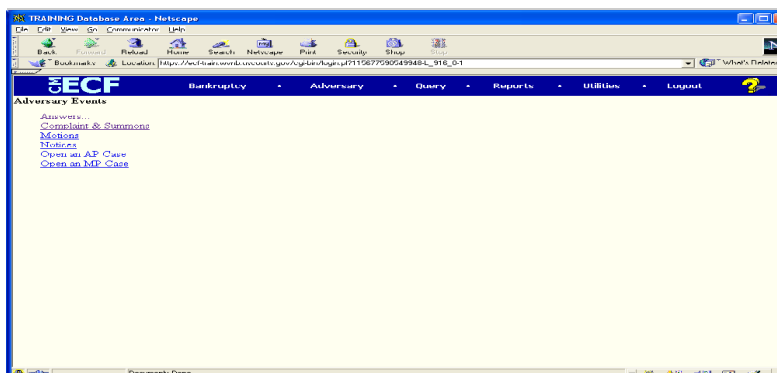 TRAINING Database Area - Netscape
File Edit View Go Communicator Help
Back Forward Reload Home Search Netscape Print Security Shop Stop
Bookmarks Location: What's Related
CM ECF Bankruptcy • Adversary • Query • Reports • Utilities • Logout ?
Adversary Events
Answers...
Complaint & Summons
Motions
Notices
Open an AP Case
Open an MP Case
Document: Done